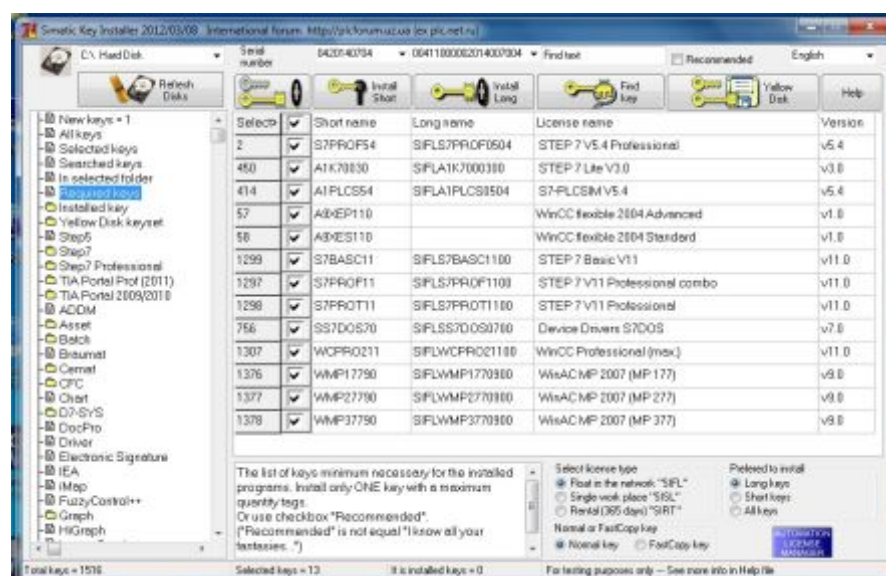 Simatic Key Installer 2012/03/08 International forum http://plcforum.uz.ua (ex plc.net.ru)
C:\ Hard Disk
Serial number
0420140704
00411000002014007004
Find text
Recommended
English
Refresh Disks
Install Short
Install Long
Find key
Yellow Disk
Help
New keys = 1
All keys
Selected keys
Searched keys
In selected folder
Required keys
Installed key
Yellow Disk keyset
Step5
Step7
Step7 Professional
TIA Portal Prof (2011)
TIA Portal 2009/2010
ADDM
Asset
Batch
Braumat
Cemat
CFC
Chart
D7-SYS
DocPro
Driver
Electronic Signature
IEA
iMap
FuzzyControl++
Graph
HiGraph
Select> Short name Long name License name Version
2 S7PROF54 SIFLS7PROF0504 STEP 7 V5.4 Professional v5.4
450 A1K70030 SIFLA1K7000300 STEP 7 Lite V3.0 v3.0
414 A1PLCS54 SIFLA1PLCS0504 S7-PLCSIM V5.4 v5.4
57 A9XEP110 WinCC flexible 2004 Advanced v1.0
58 A9XES110 WinCC flexible 2004 Standard v1.0
1299 S7BASC11 SIFLS7BASC1100 STEP 7 Basic V11 v11.0
1297 S7PROF11 SIFLS7PROF1100 STEP 7 V11 Professional combo v11.0
1298 S7PROT11 SIFLS7PROT1100 STEP 7 V11 Professional v11.0
756 SS7DOS70 SIFLSS7DOS0700 Device Drivers S7DOS v7.0
1307 WCPRO211 SIFLWCPRO21100 WinCC Professional (max.) v11.0
1376 WMP17790 SIFLWMP1770900 WinAC MP 2007 (MP 177) v9.0
1377 WMP27790 SIFLWMP2770900 WinAC MP 2007 (MP 277) v9.0
1378 WMP37790 SIFLWMP3770900 WinAC MP 2007 (MP 377) v9.0
The list of keys minimum necessary for the installed
programs. Install only ONE key with a maximum
quantity tags.
Or use checkbox "Recommended".
("Recommended" is not equal "I know all your
fantasies...")
Select license type
Float in the network "SIFL"
Single work place "SISL"
Rental (365 days) "SIRT"
Normal or FastCopy key
Normal key FastCopy key
Prefered to install
Long keys
Short keys
All keys
AUTOMATION
LICENSE
MANAGER
Total keys = 1516
Selected keys = 13
It is installed keys = 0
For testing purposes only -- See more info in Help file